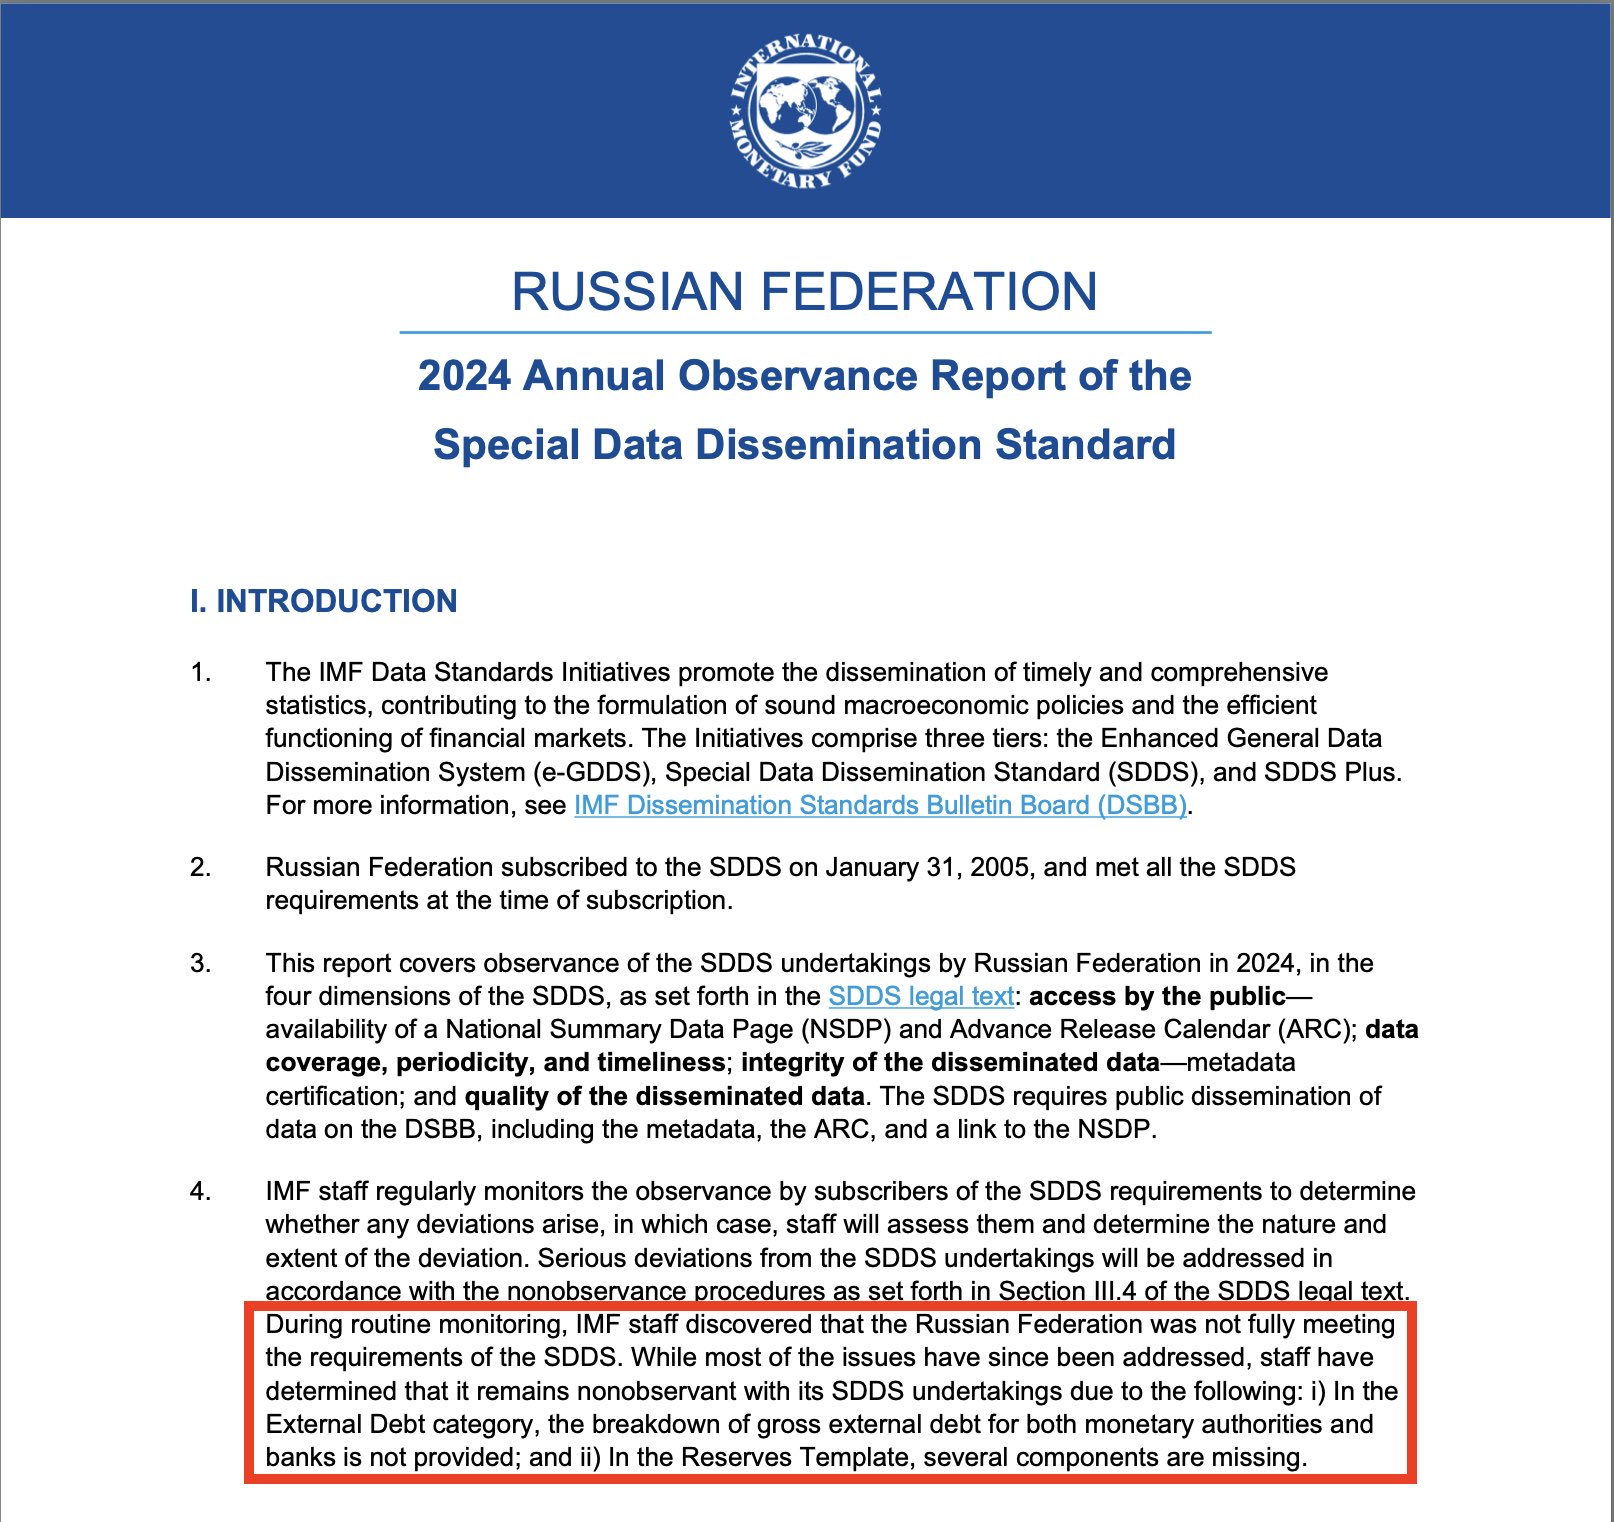 INTERNATIONAL MONETARY FUND
RUSSIAN FEDERATION
2024 Annual Observance Report of the
Special Data Dissemination Standard
I. INTRODUCTION
1. The IMF Data Standards Initiatives promote the dissemination of timely and comprehensive
statistics, contributing to the formulation of sound macroeconomic policies and the efficient
functioning of financial markets. The Initiatives comprise three tiers: the Enhanced General Data
Dissemination System (e-GDDS), Special Data Dissemination Standard (SDDS), and SDDS Plus.
For more information, see IMF Dissemination Standards Bulletin Board (DSBB).
2. Russian Federation subscribed to the SDDS on January 31, 2005, and met all the SDDS
requirements at the time of subscription.
3. This report covers observance of the SDDS undertakings by Russian Federation in 2024, in the
four dimensions of the SDDS, as set forth in the SDDS legal text: access by the public—
availability of a National Summary Data Page (NSDP) and Advance Release Calendar (ARC); data
coverage, periodicity, and timeliness; integrity of the disseminated data—metadata
certification; and quality of the disseminated data. The SDDS requires public dissemination of
data on the DSBB, including the metadata, the ARC, and a link to the NSDP.
4. IMF staff regularly monitors the observance by subscribers of the SDDS requirements to determine
whether any deviations arise, in which case, staff will assess them and determine the nature and
extent of the deviation. Serious deviations from the SDDS undertakings will be addressed in
accordance with the nonobservance procedures as set forth in Section III.4 of the SDDS legal text.
During routine monitoring, IMF staff discovered that the Russian Federation was not fully meeting
the requirements of the SDDS. While most of the issues have since been addressed, staff have
determined that it remains nonobservant with its SDDS undertakings due to the following: i) In the
External Debt category, the breakdown of gross external debt for both monetary authorities and
banks is not provided; and ii) In the Reserves Template, several components are missing.